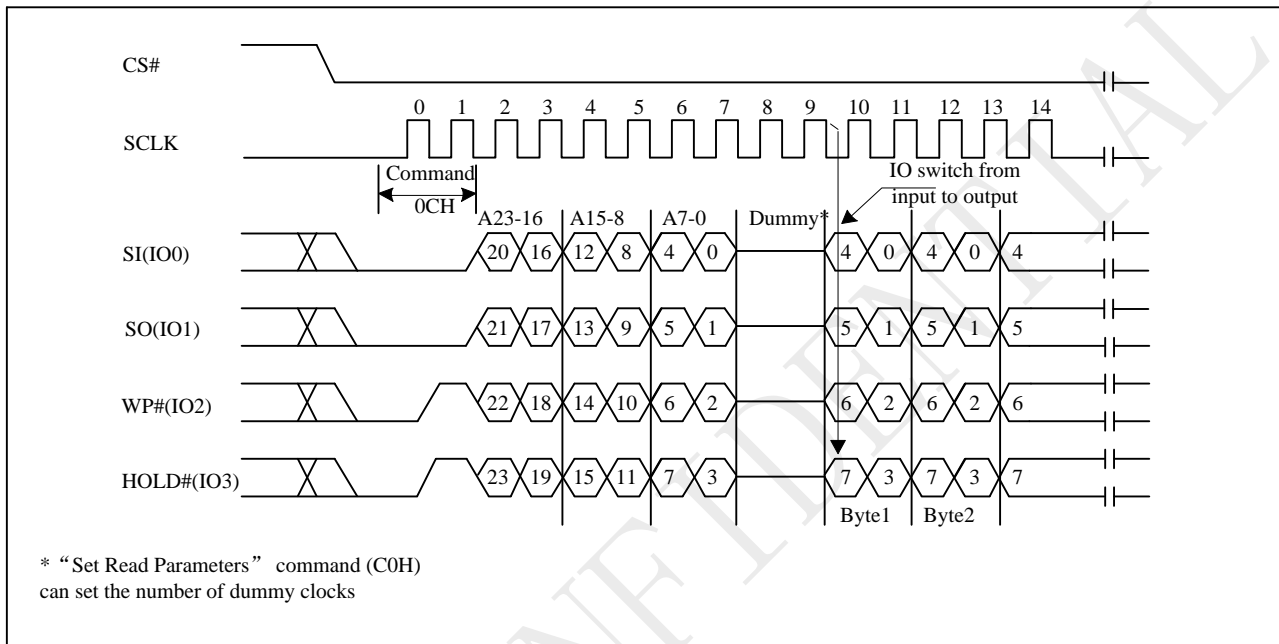 CS#
0 1 2 3 4 5 6 7 8 9 10 11 12 13 14
SCLK
Command
0CH
IO switch from
input to output
A23-16 A15-8 A7-0 Dummy*
SI(IO0) 20 16 12 8 4 0 4 0 4 0 4
SO(IO1) 21 17 13 9 5 1 5 1 5 1 5
WP#(IO2) 22 18 14 10 6 2 6 2 6 2 6
HOLD#(IO3) 23 19 15 11 7 3 7 3 7 3 7
Byte1 Byte2
* “Set Read Parameters” command (C0H)
can set the number of dummy clocks
NFIDENTIAL